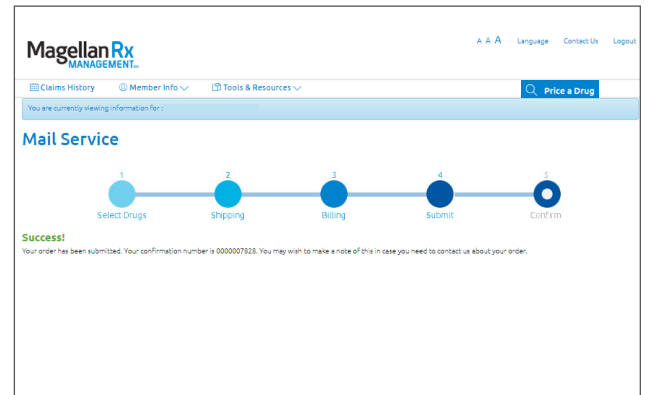 A A A Language Contact Us Logout
Magellan Rx
MANAGEMENT
Claims History Member Info Tools & Resources Price a Drug
You are currently viewing information for :
Mail Service
1 2 3 4 5
Select Drugs Shipping Billing Submit Confirm
Success!
Your order has been submitted. Your confirmation number is 0000007828. You may wish to make a note of this in case you need to contact us about your order.